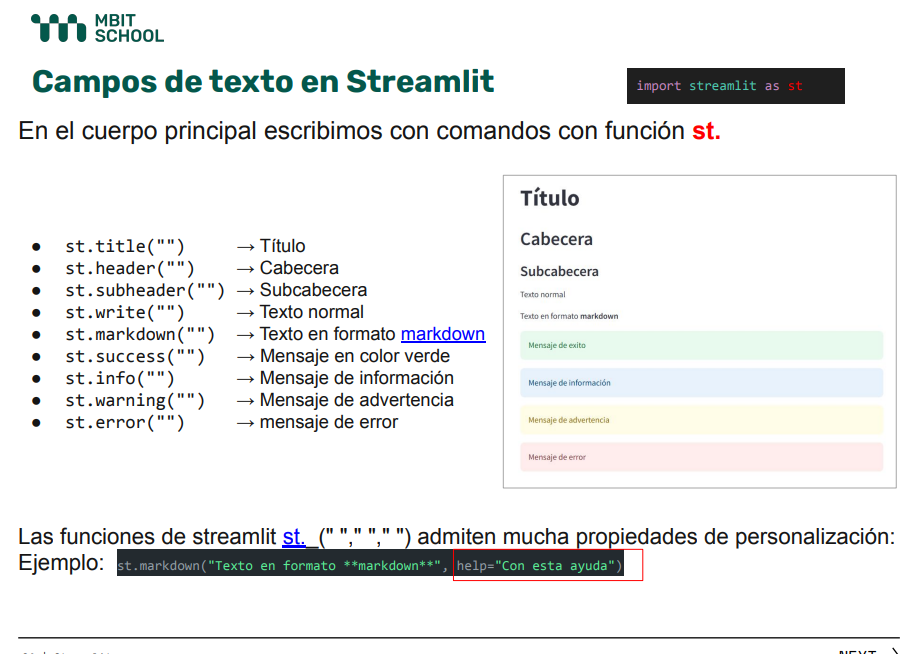 MBIT
SCHOOL
Campos de texto en Streamlit
import streamlit as st
En el cuerpo principal escribimos con comandos con función st.
● st.title("") → Título
● st.header("") → Cabecera
● st.subheader("") → Subcabecera
● st.write("") → Texto normal
● st.markdown("") → Texto en formato markdown
● st.success("") → Mensaje en color verde
● st.info("") → Mensaje de información
● st.warning("") → Mensaje de advertencia
● st.error("") → mensaje de error
Título
Cabecera
Subcabecera
Texto normal
Texto en formato markdown
Mensaje de exito
Mensaje de información
Mensaje de advertencia
Mensaje de error
Las funciones de streamlit st._(" "," "," ") admiten mucha propiedades de personalización:
Ejemplo: st.markdown("Texto en formato **markdown**", help="Con esta ayuda")
NEXT